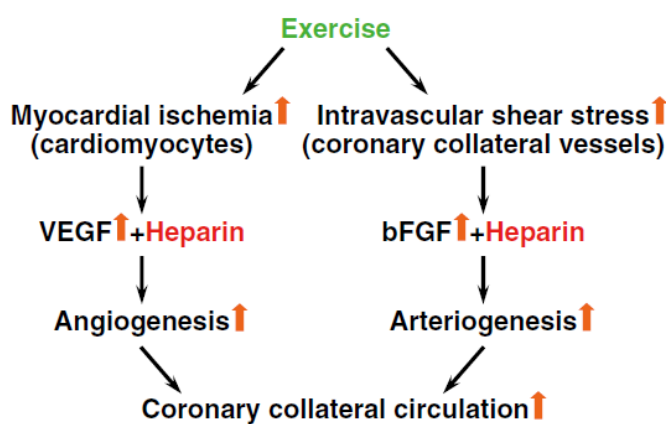 Exercise
Myocardial ischemia
(cardiomyocytes)
Intravascular shear stress
(coronary collateral vessels)
VEGF +Heparin
bFGF +Heparin
Angiogenesis
Arteriogenesis
Coronary collateral circulation